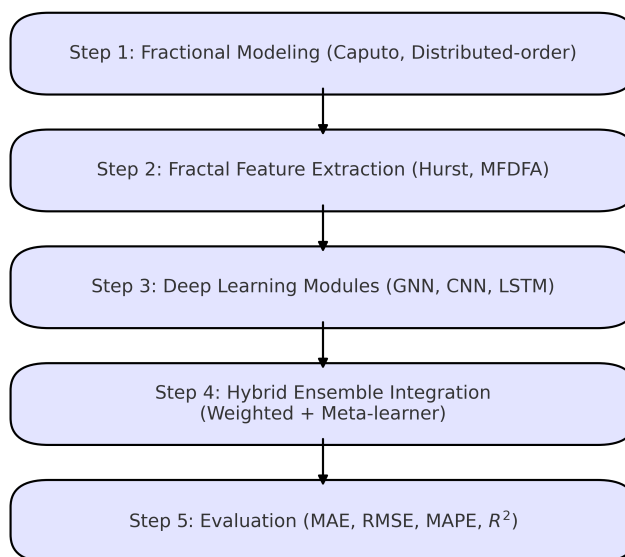 Step 1: Fractional Modeling (Caputo, Distributed-order)
Step 2: Fractal Feature Extraction (Hurst, MFDFA)
Step 3: Deep Learning Modules (GNN, CNN, LSTM)
Step 4: Hybrid Ensemble Integration
(Weighted + Meta-learner)
Step 5: Evaluation (MAE, RMSE, MAPE, R²)